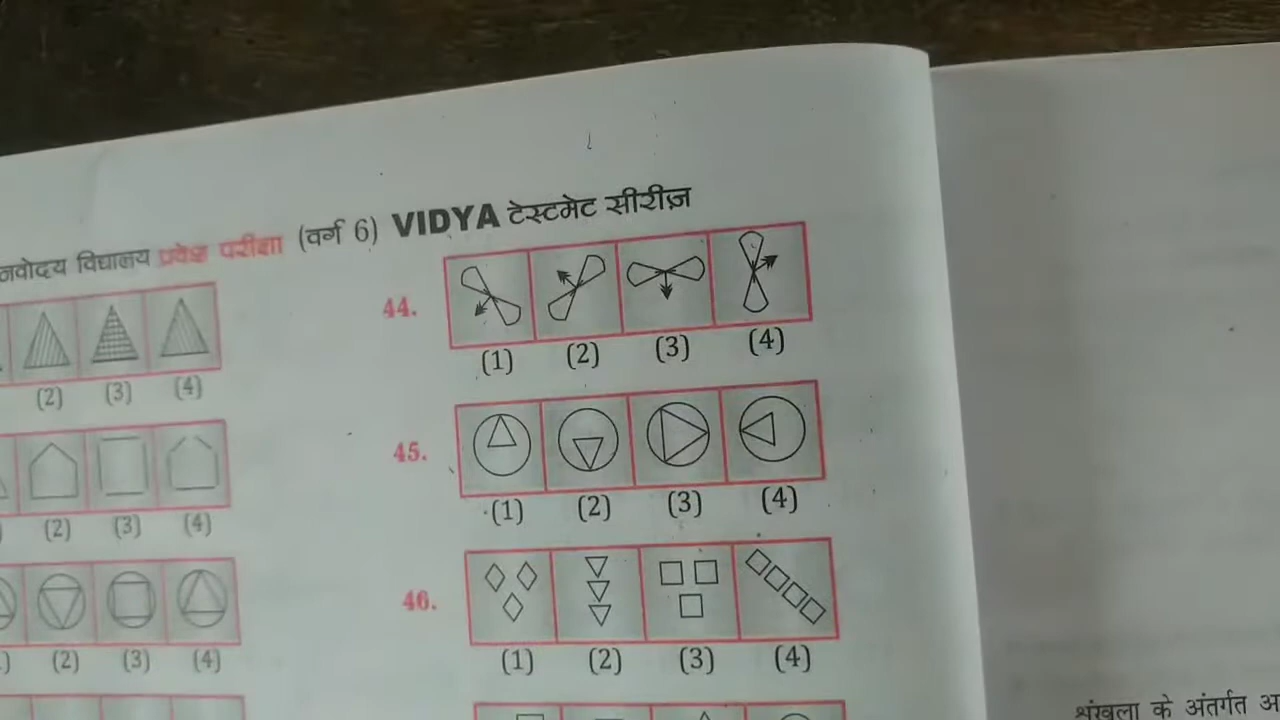 नवोदय विद्यालय प्रवेश परीक्षा (वर्ग 6) VIDYA टेस्टमेट सीरीज़
(2) (3) (4)
(2) (3) (4)
(2) (3) (4)
44.
(1) (2) (3) (4)
45.
(1) (2) (3) (4)
46.
(1) (2) (3) (4)
शृंखला के अंतर्गत